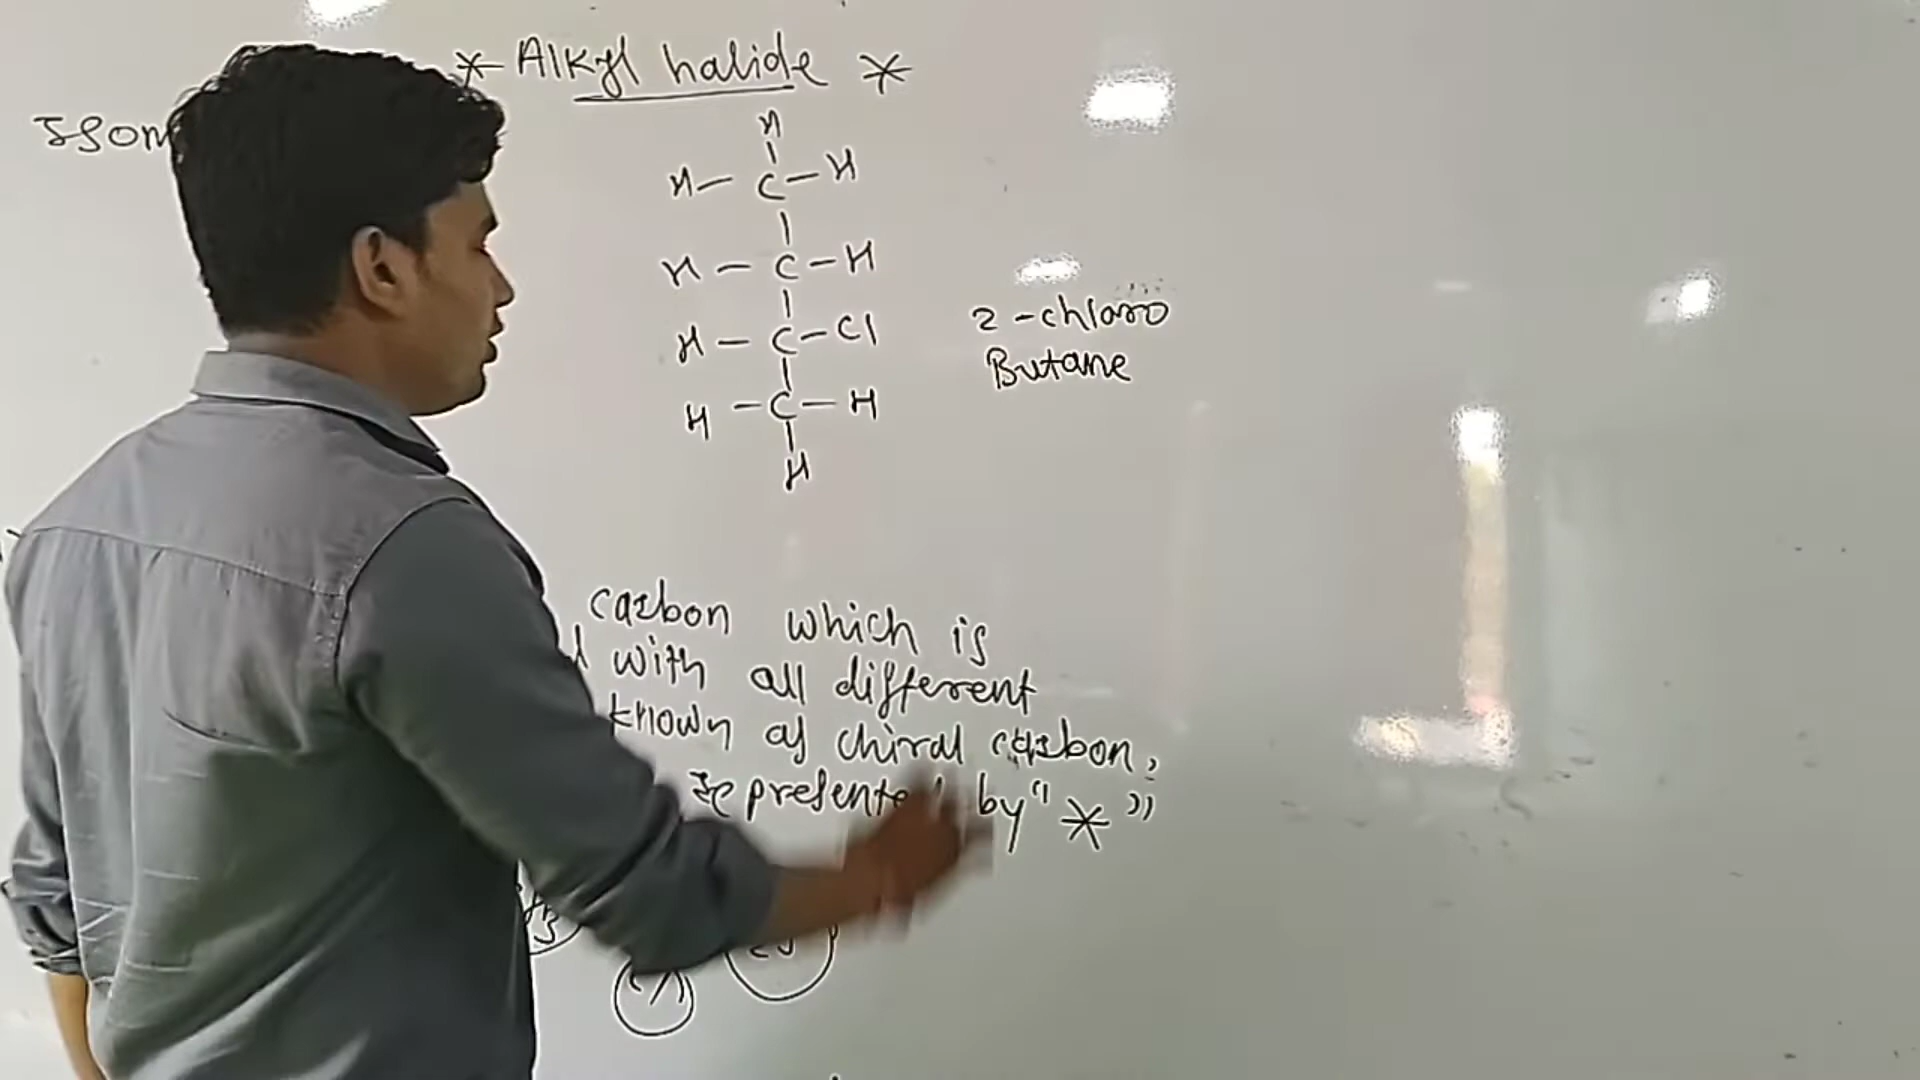 * Alkyl halide *
Isom
H
H - C - H
H - C - H
H - C - Cl
H - C - H
H
2 - chloro
Butane
carbon which is
with all different
known as chiral carbon,
represented by " * "